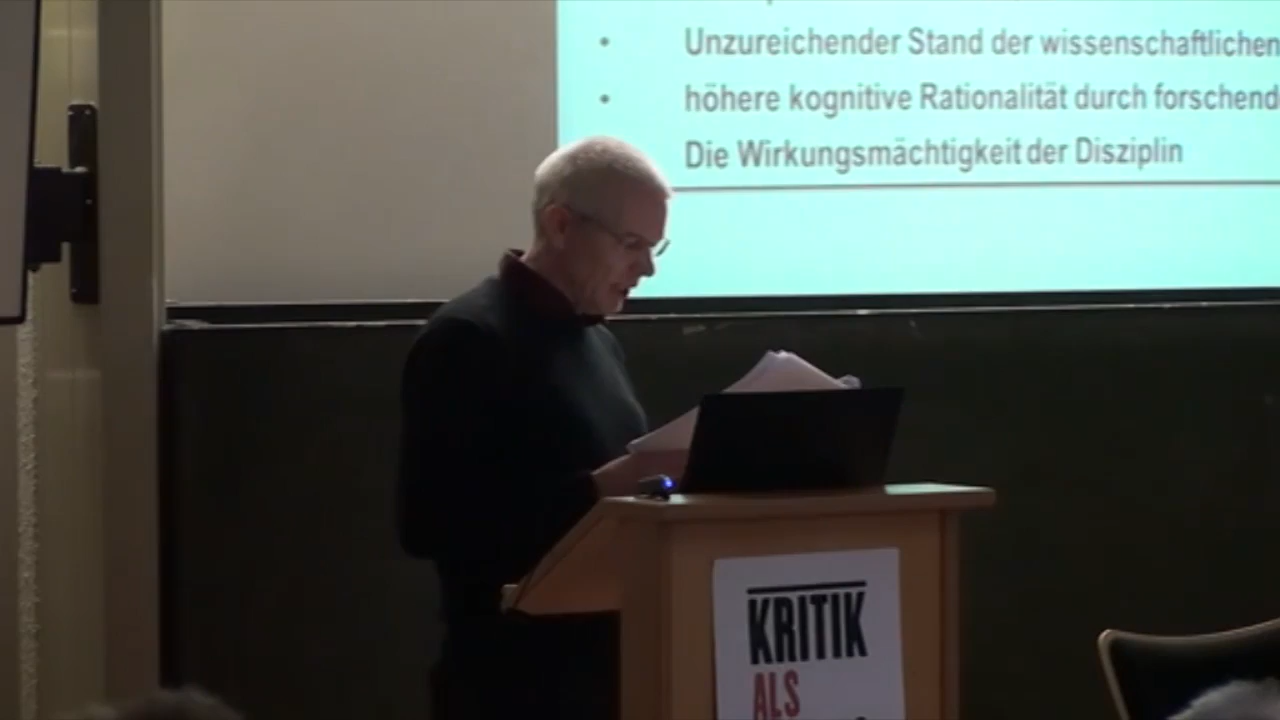 • Unzureichender Stand der wissenschaftlichen
• höhere kognitive Rationalität durch forschend
Die Wirkungsmächtigkeit der Disziplin
KRITIK
ALS